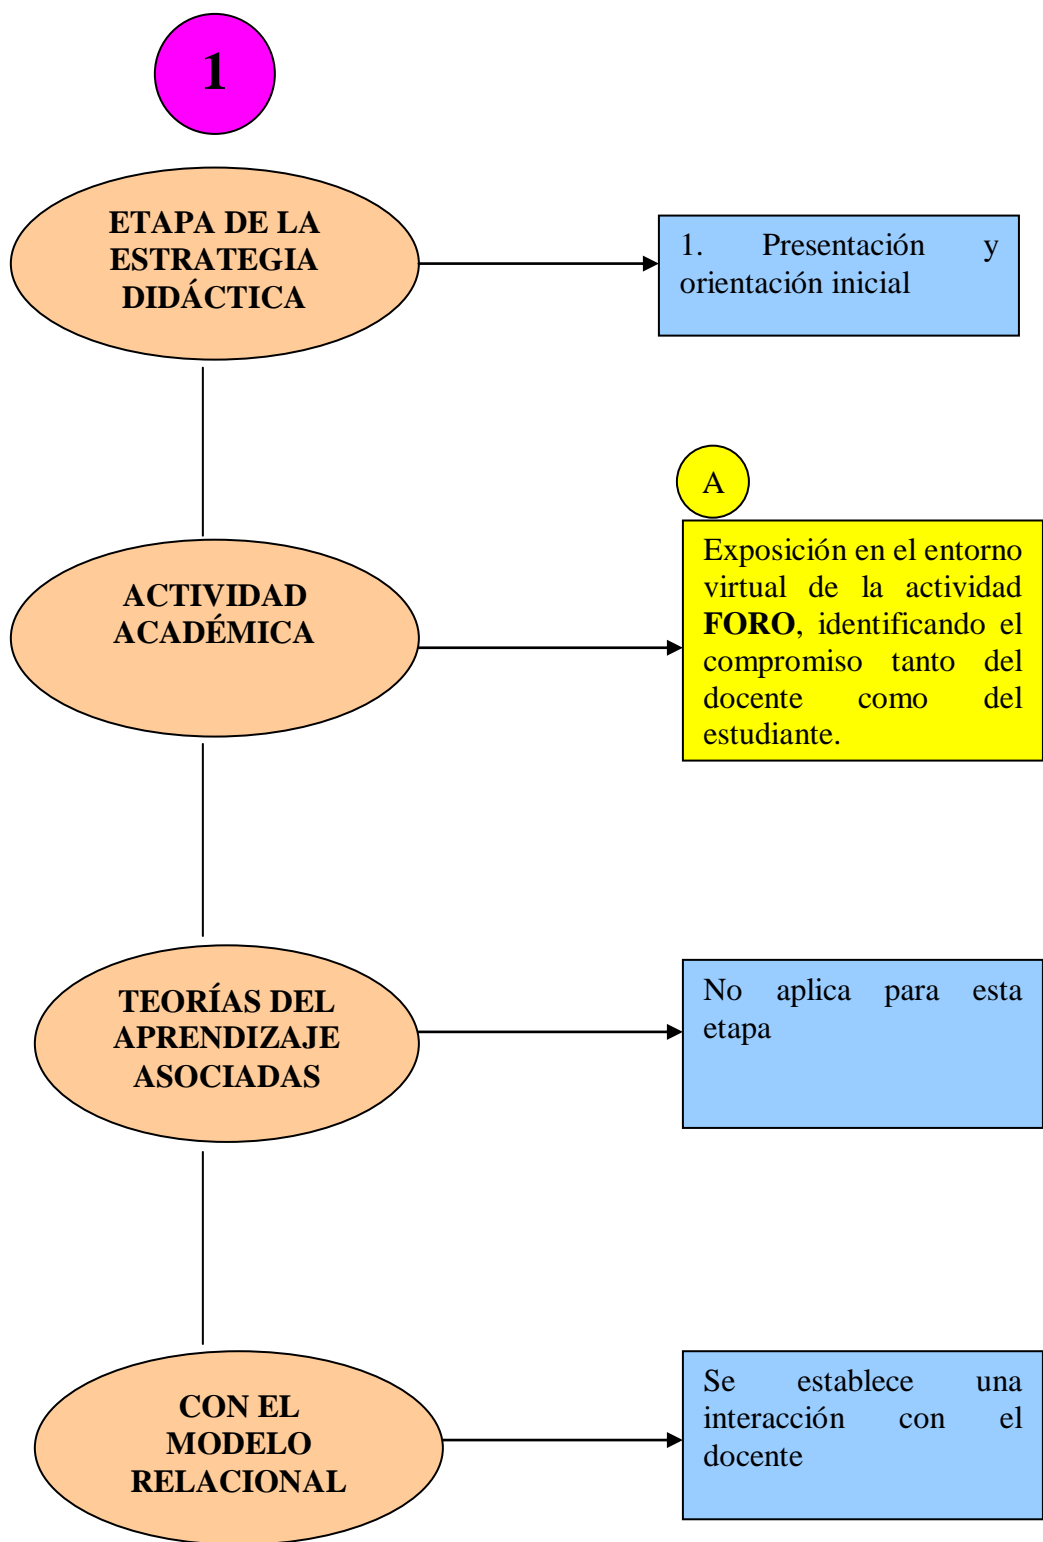 1
ETAPA DE LA
ESTRATEGIA
DIDÁCTICA
1. Presentación y
orientación inicial
A
ACTIVIDAD
ACADÉMICA
Exposición en el entorno
virtual de la actividad
FORO, identificando el
compromiso tanto del
docente como del
estudiante.
TEORÍAS DEL
APRENDIZAJE
ASOCIADAS
No aplica para esta
etapa
CON EL
MODELO
RELACIONAL
Se establece una
interacción con el
docente